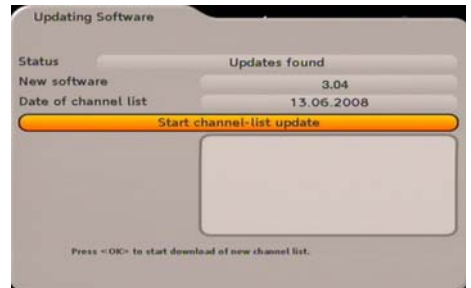 Updating Software
Status Updates found
New software 3.04
Date of channel list 13.06.2008
Start channel-list update
Press <OK> to start download of new channel list.